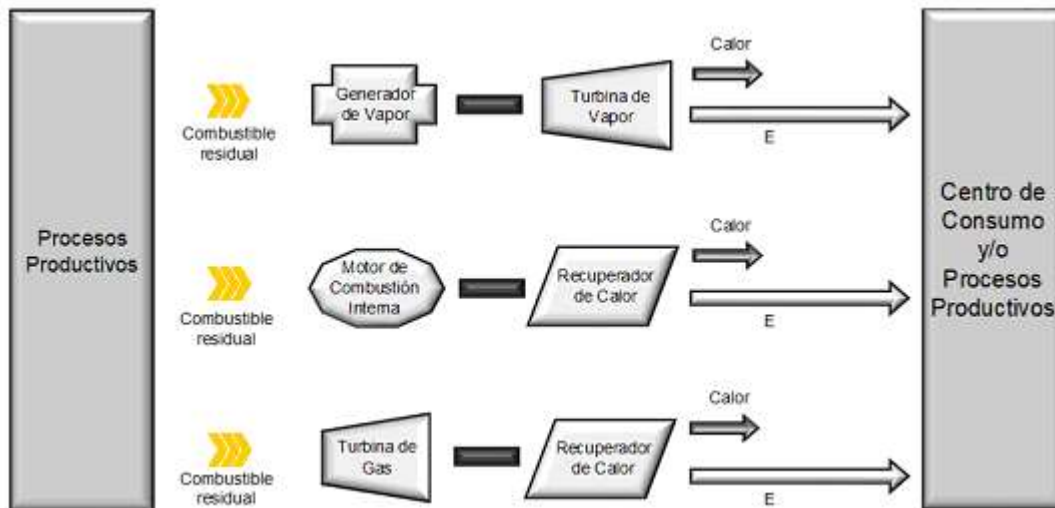 Procesos
Productivos
Combustible
residual
Generador
de Vapor
Turbina de
Vapor
Calor
E
Combustible
residual
Motor de
Combustión
Interna
Recuperador
de Calor
Calor
E
Combustible
residual
Turbina de
Gas
Recuperador
de Calor
Calor
E
Centro de
Consumo
y/o
Procesos
Productivos